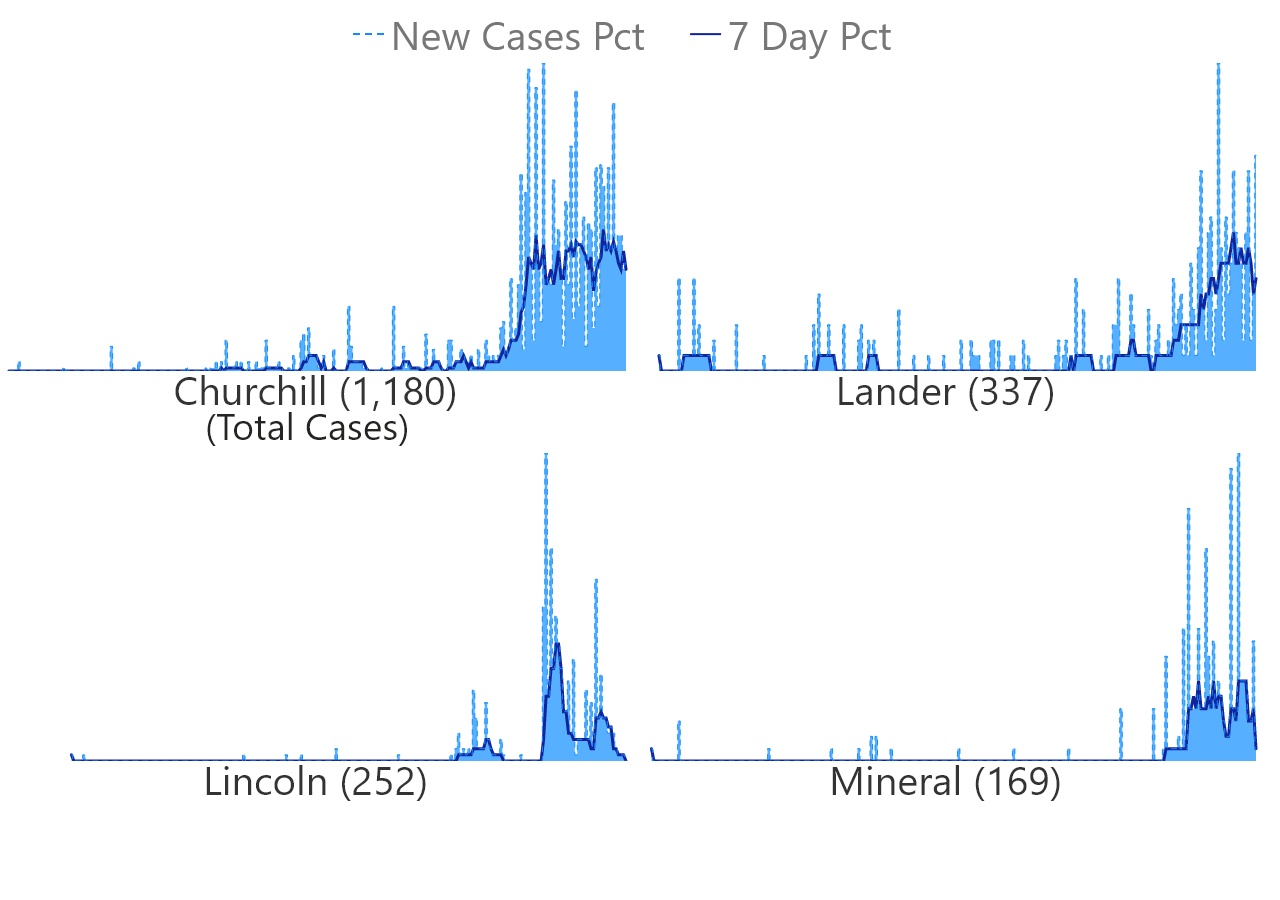 New Cases Pct 7 Day Pct
Churchill (1,180) Lander (337)
(Total Cases)
Lincoln (252) Mineral (169)